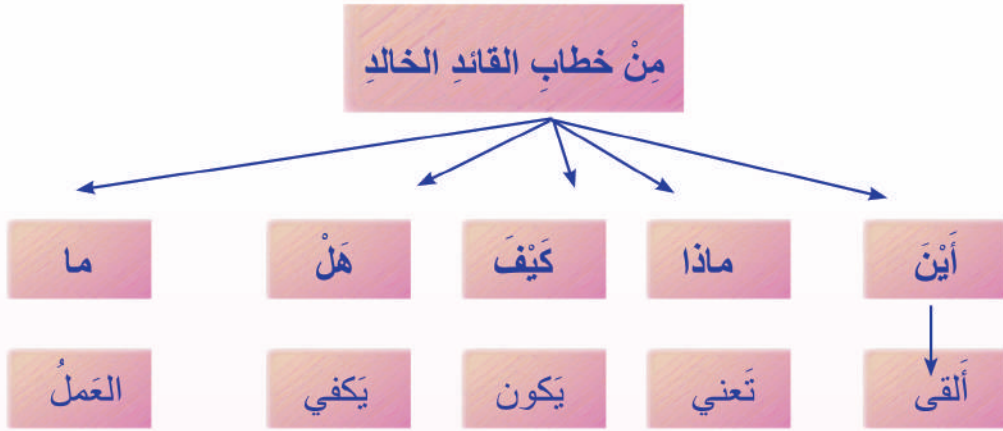 مِنْ خطابِ القائدِ الخالدِ
أَيْنَ ماذا كَيْفَ هَلْ ما
أَلقى تَعني يَكون يَكفي العَملُ